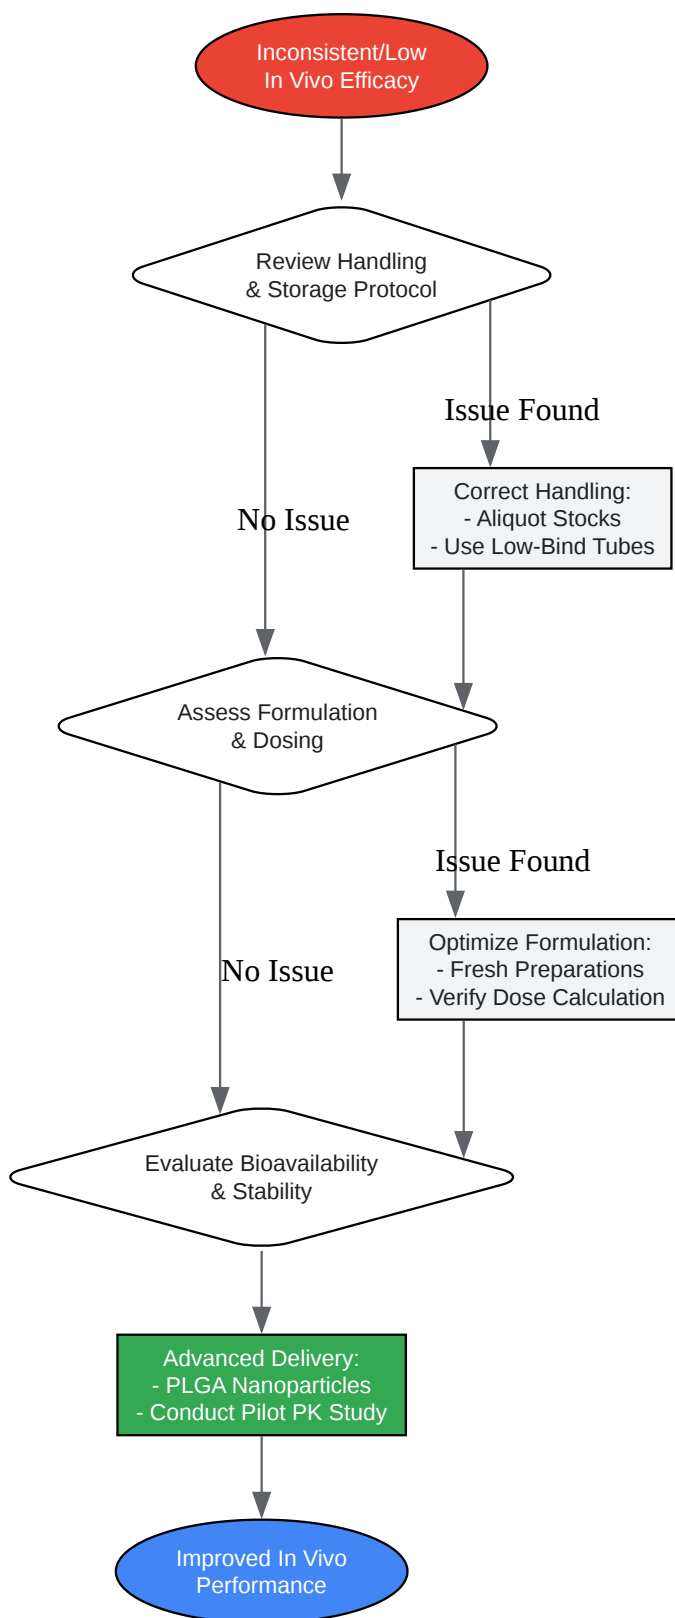 Inconsistent/Low
In Vivo Efficacy
Review Handling
& Storage Protocol
Issue Found
Correct Handling:
- Aliquot Stocks
- Use Low-Bind Tubes
No Issue
Assess Formulation
& Dosing
Issue Found
Optimize Formulation:
- Fresh Preparations
- Verify Dose Calculation
No Issue
Evaluate Bioavailability
& Stability
Advanced Delivery:
- PLGA Nanoparticles
- Conduct Pilot PK Study
Improved In Vivo
Performance